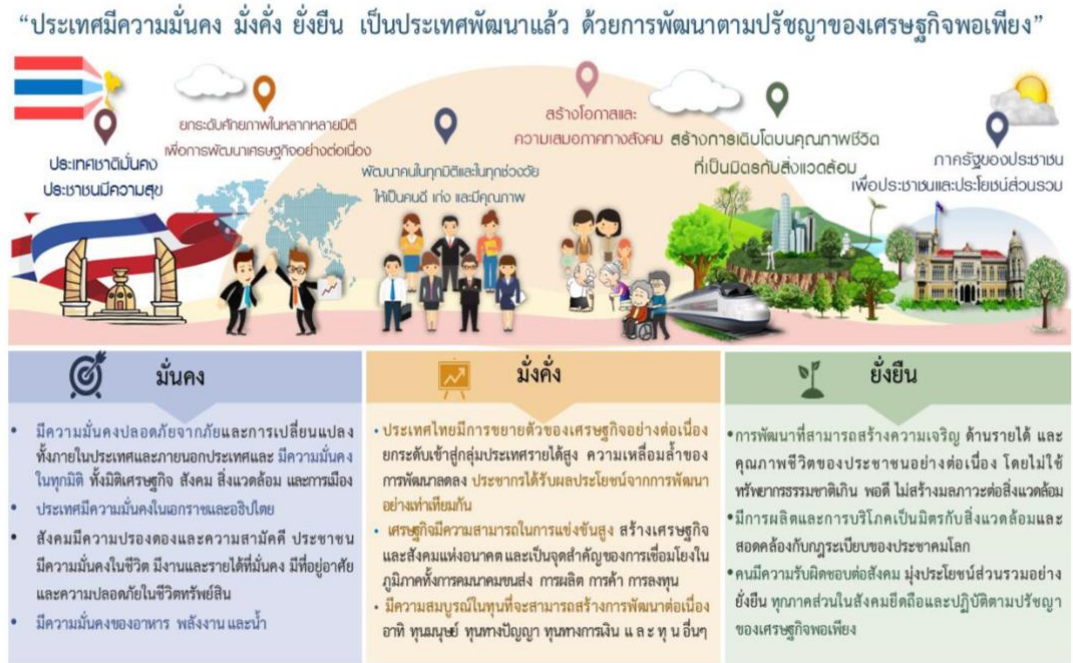 “ประเทศมีความมั่นคง มั่งคั่ง ยั่งยืน เป็นประเทศพัฒนาแล้ว ด้วยการพัฒนาตามปรัชญาของเศรษฐกิจพอเพียง”
ประเทศชาติมั่นคง
ประชาชนมีความสุข
ยกระดับศักยภาพในหลากหลายมิติ
เพื่อการพัฒนาเศรษฐกิจอย่างต่อเนื่อง
พัฒนาคนในทุกมิติและในทุกช่วงวัย
ให้เป็นคนดี เก่ง และมีคุณภาพ
สร้างโอกาสและ
ความเสมอภาคทางสังคม
สร้างการเติบโตบนคุณภาพชีวิต
ที่เป็นมิตรกับสิ่งแวดล้อม
ภาครัฐของประชาชน
เพื่อประชาชนและประโยชน์ส่วนรวม
มั่นคง
• มีความมั่นคงปลอดภัยจากภัยและการเปลี่ยนแปลง
ทั้งภายในประเทศและภายนอกประเทศและ มีความมั่นคง
ในทุกมิติ ทั้งมิติเศรษฐกิจ สังคม สิ่งแวดล้อม และการเมือง
• ประเทศมีความมั่นคงในเอกราชและอธิปไตย
• สังคมมีความปรองดองและความสามัคคี ประชาชน
มีความมั่นคงในชีวิต มีงานและรายได้ที่มั่นคง มีที่อยู่อาศัย
และความปลอดภัยในชีวิตทรัพย์สิน
• มีความมั่นคงของอาหาร พลังงาน และน้ำ
มั่งคั่ง
• ประเทศไทยมีการขยายตัวของเศรษฐกิจอย่างต่อเนื่อง
ยกระดับเข้าสู่กลุ่มประเทศรายได้สูง ความเหลื่อมล้ำของ
การพัฒนาลดลง ประชากรได้รับผลประโยชน์จากการพัฒนา
อย่างเท่าเทียมกัน
• เศรษฐกิจมีความสามารถในการแข่งขันสูง สร้างเศรษฐกิจ
และสังคมแห่งอนาคต และเป็นจุดสำคัญของการเชื่อมโยงใน
ภูมิภาคทั้งการคมนาคมขนส่ง การผลิต การค้า การลงทุน
• มีความสมบูรณ์ในทุนที่จะสามารถสร้างการพัฒนาต่อเนื่อง
อาทิ ทุนมนุษย์ ทุนทางปัญญา ทุนทางการเงิน และทุนอื่นๆ
ยั่งยืน
• การพัฒนาที่สามารถสร้างความเจริญ ด้านรายได้ และ
คุณภาพชีวิตของประชาชนอย่างต่อเนื่อง โดยไม่ใช้
ทรัพยากรธรรมชาติเกิน พอดี ไม่สร้างมลภาวะต่อสิ่งแวดล้อม
• มีการผลิตและการบริโภคเป็นมิตรกับสิ่งแวดล้อมและ
สอดคล้องกับกฎระเบียบของประชาคมโลก
• คนมีความรับผิดชอบต่อสังคม มุ่งประโยชน์ส่วนรวมอย่าง
ยั่งยืน ทุกภาคส่วนในสังคมยึดถือและปฏิบัติตามปรัชญา
ของเศรษฐกิจพอเพียง